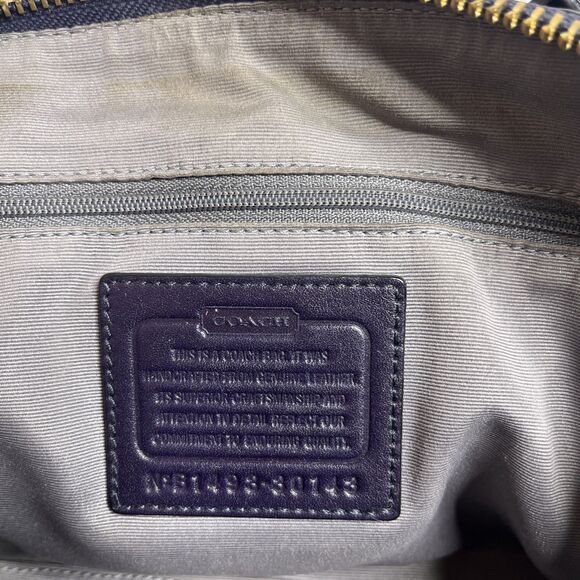 COACH
THIS IS A COACH BAG. IT WAS
HANDCRAFTED FROM GENUINE LEATHER.
ITS SUPERIOR CRAFTSMANSHIP AND
ATTENTION TO DETAIL REFLECT OUR
COMMITMENT TO ENDURING QUALITY.
Nº B1493-30143